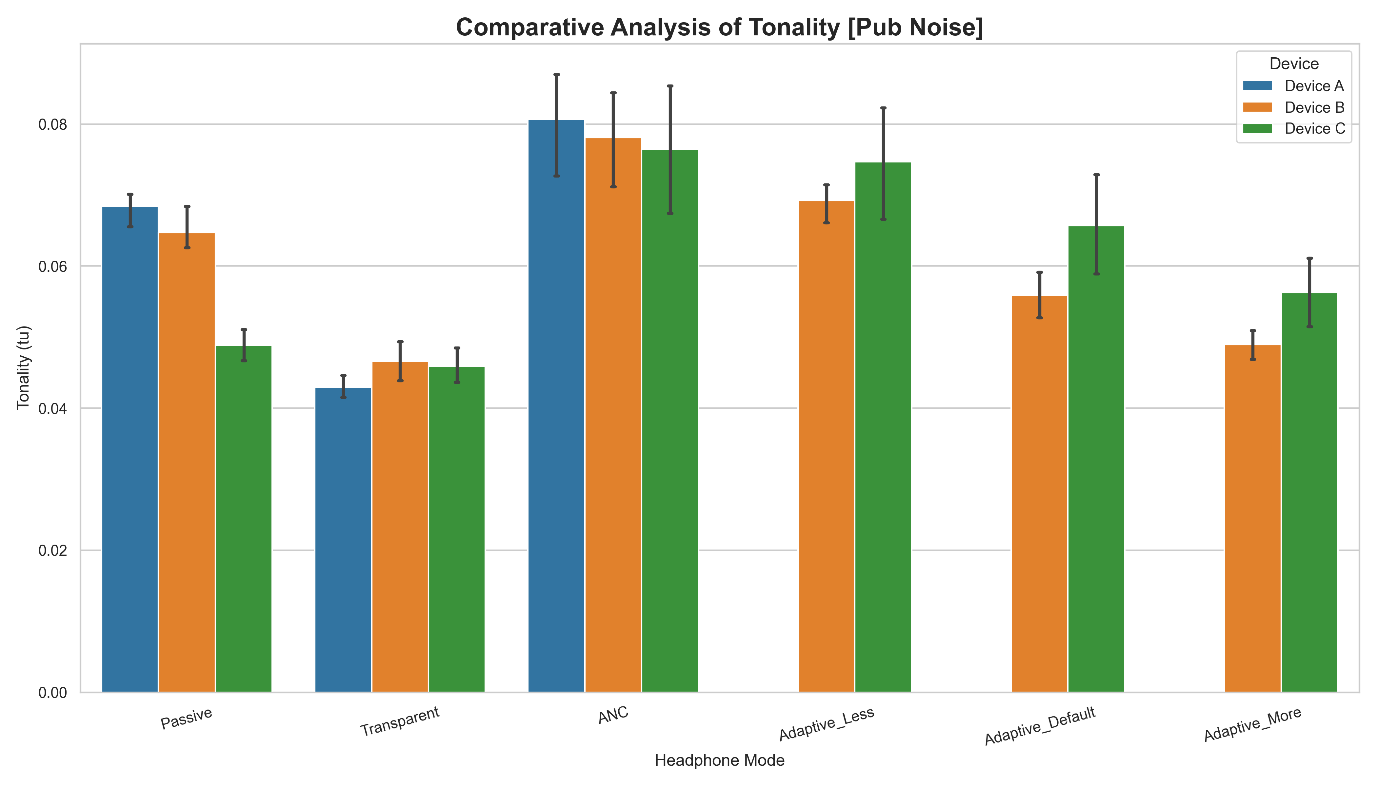 Comparative Analysis of Tonality [Pub Noise]
Device
Device A
Device B
Device C
Tonality (tu)
0.08
0.06
0.04
0.02
0.00
Passive
Transparent
ANC
Adaptive_Less
Adaptive_Default
Adaptive_More
Headphone Mode